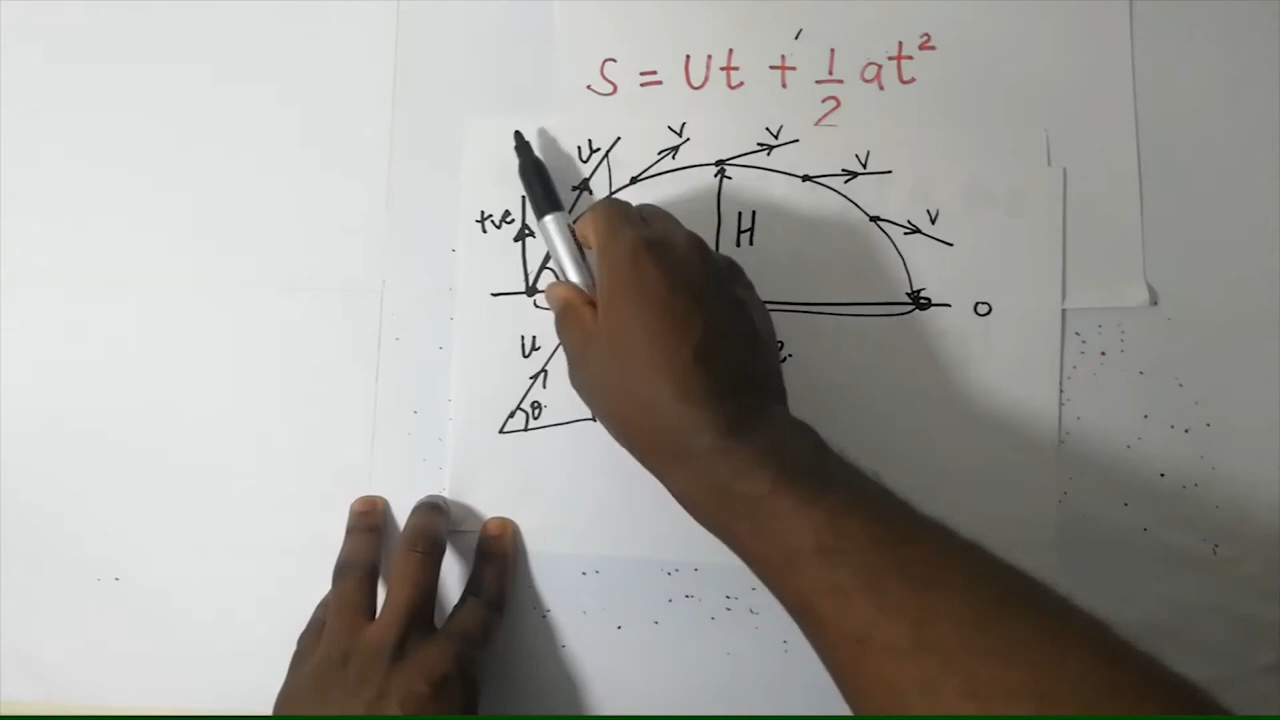 S = Ut + 1/2 at²
u V V V V
+ve
H
O
u
θ